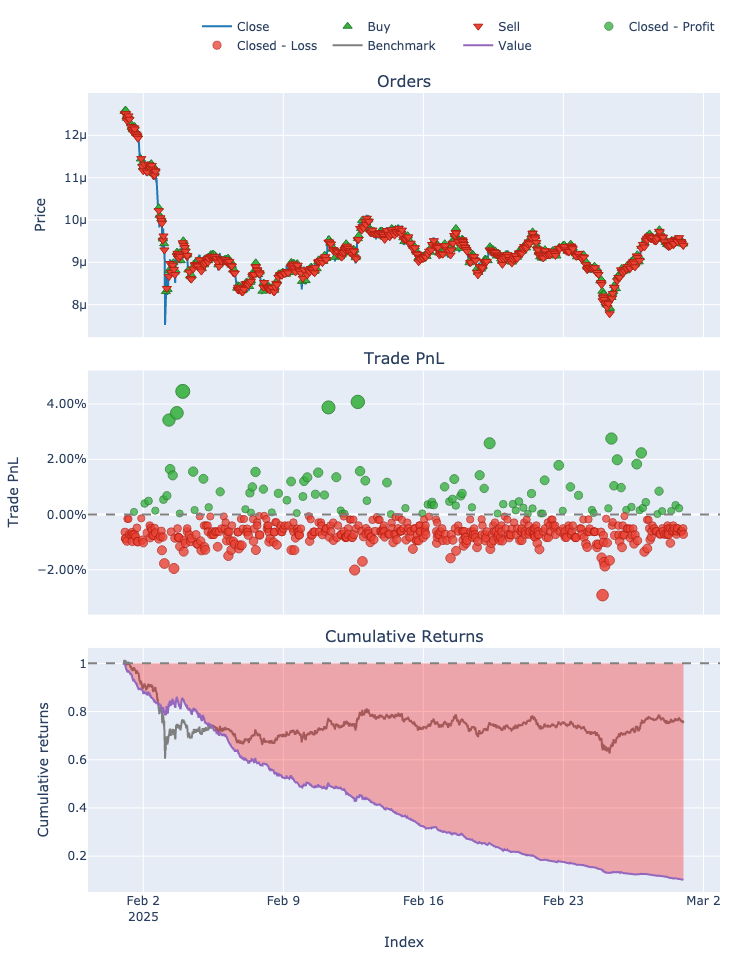 Close Buy Sell Closed - Profit
Closed - Loss Benchmark Value
Orders
12μ
11μ
10μ
9μ
8μ
Price
Trade PnL
4.00%
2.00%
0.00%
−2.00%
Trade PnL
Cumulative Returns
1
0.8
0.6
0.4
0.2
Cumulative returns
Feb 2 Feb 9 Feb 16 Feb 23 Mar 2
2025
Index